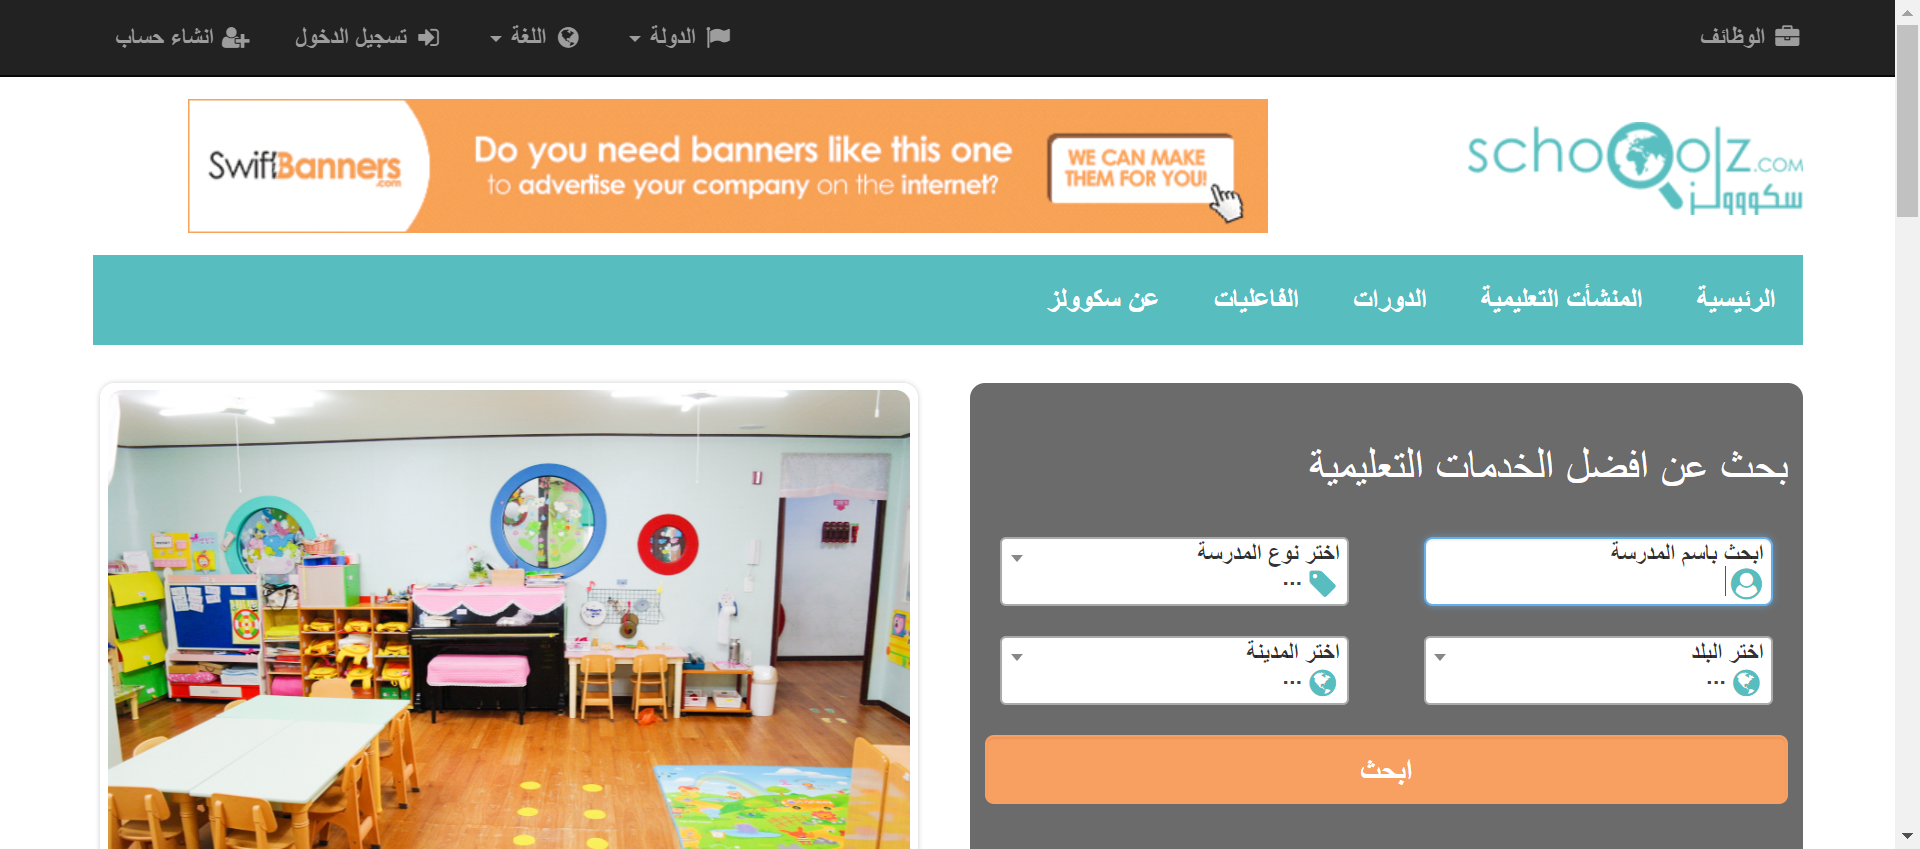 الوظائف
الدولة
اللغة
تسجيل الدخول
انشاء حساب
schoolz.COM
سكووولز
SwiftBanners.com
Do you need banners like this one
to advertise your company on the internet?
WE CAN MAKE
THEM FOR YOU!
الرئيسية
المنشأت التعليمية
الدورات
الفاعليات
عن سكوولز
بحث عن افضل الخدمات التعليمية
ابحث باسم المدرسة
اختر نوع المدرسة
...
اختر البلد
...
اختر المدينة
...
ابحث